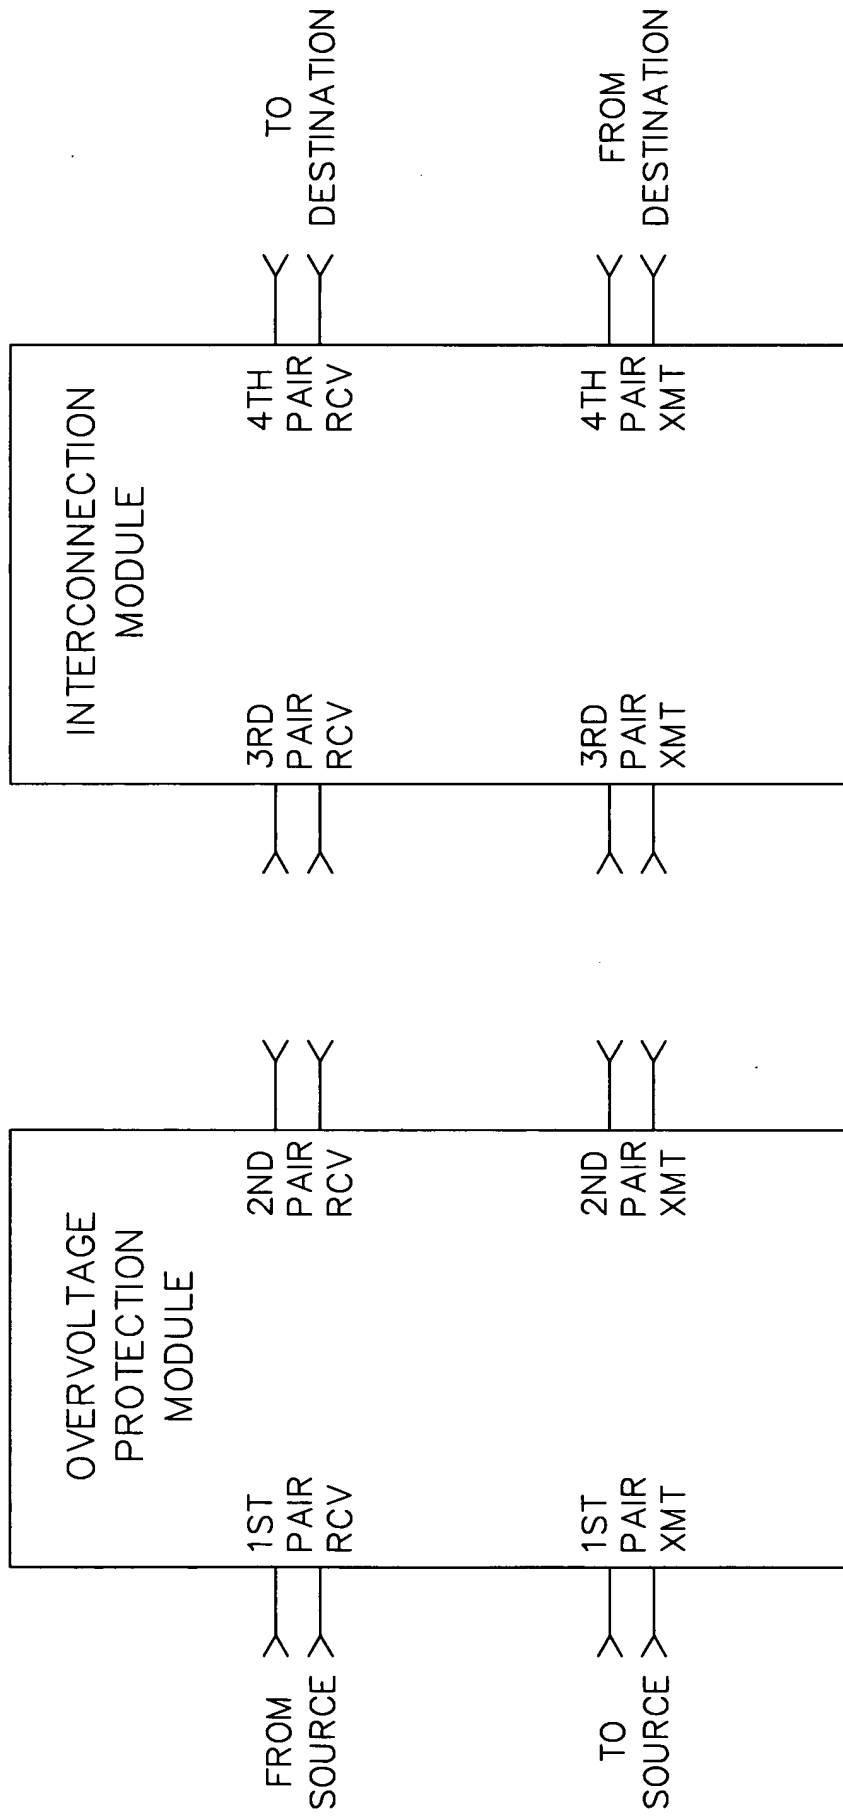 OVERVOLTAGE
PROTECTION
MODULE
FROM
SOURCE
1ST
PAIR
RCV
2ND
PAIR
RCV
TO
SOURCE
1ST
PAIR
XMT
2ND
PAIR
XMT
INTERCONNECTION
MODULE
3RD
PAIR
RCV
4TH
PAIR
RCV
TO
DESTINATION
3RD
PAIR
XMT
4TH
PAIR
XMT
FROM
DESTINATION